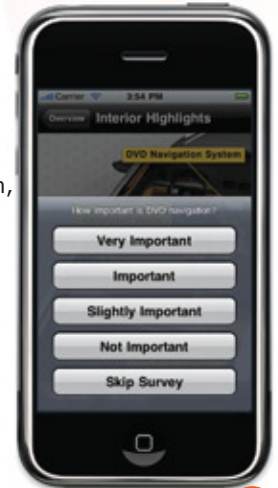 Carrier 3:54 PM
Overview Interior Highlights
DVD Navigation System
How important is DVD navigation?
Very Important
Important
Slightly Important
Not Important
Skip Survey